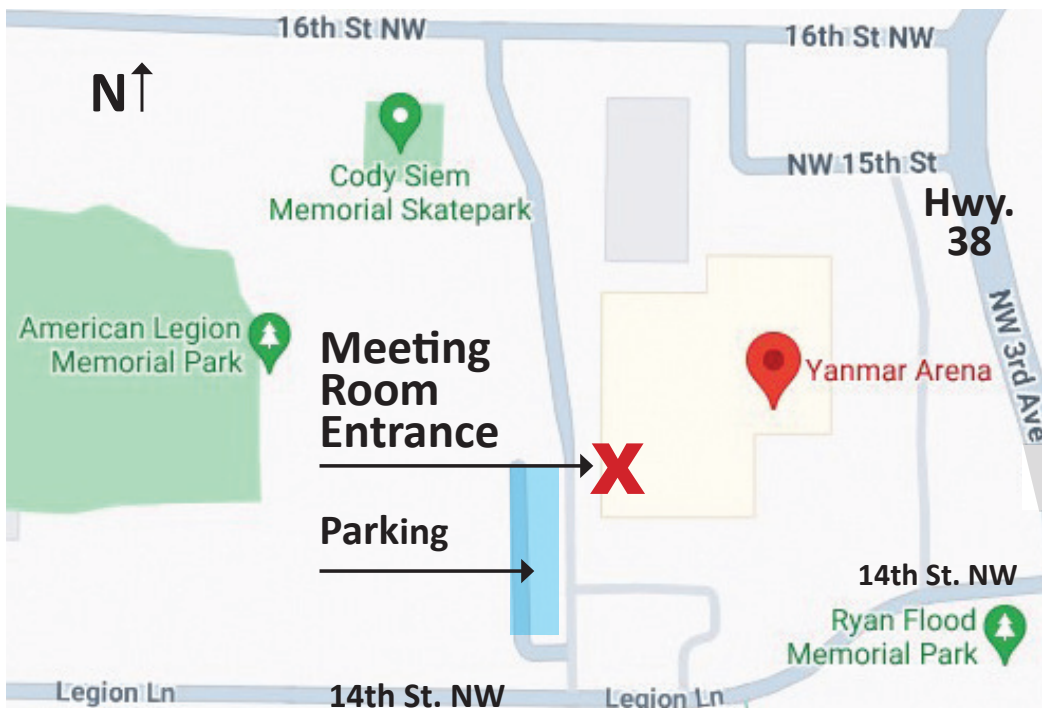 16th St NW
16th St NW
N
NW 15th St
Cody Siem
Memorial Skatepark
Hwy.
38
NW 3rd Ave
American Legion
Memorial Park
Meeting
Room
Entrance
Yanmar Arena
X
Parking
14th St. NW
Ryan Flood
Memorial Park
Legion Ln
14th St. NW
Legion Ln